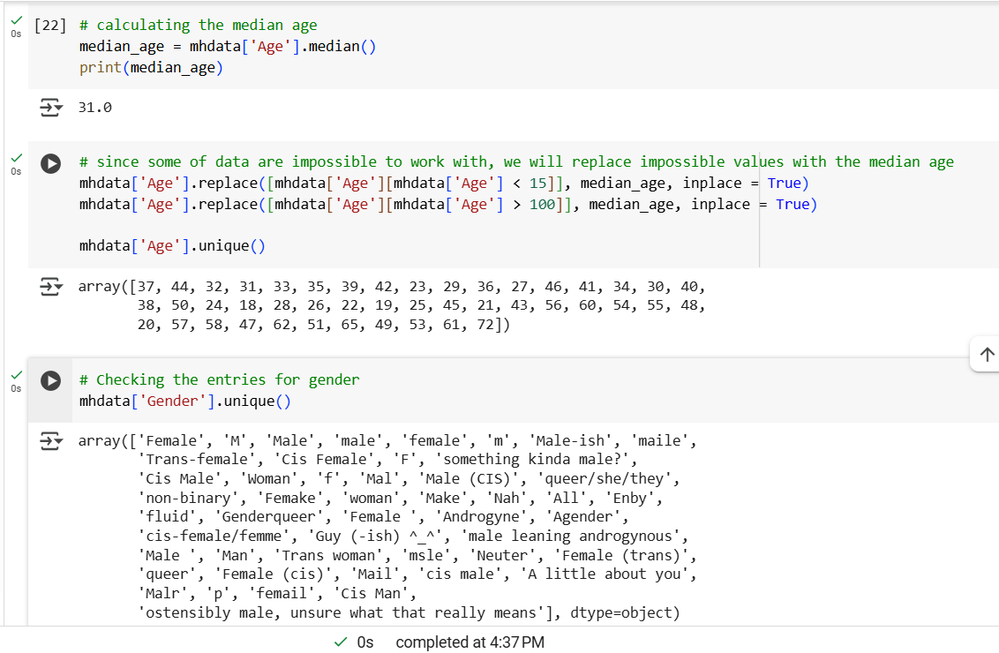 [22] # calculating the median age
0s
median_age = mhdata['Age'].median()
print(median_age)
31.0
# since some of data are impossible to work with, we will replace impossible values with the median age
0s
mhdata['Age'].replace([mhdata['Age'][mhdata['Age'] < 15]], median_age, inplace = True)
mhdata['Age'].replace([mhdata['Age'][mhdata['Age'] > 100]], median_age, inplace = True)
mhdata['Age'].unique()
array([37, 44, 32, 31, 33, 35, 39, 42, 23, 29, 36, 27, 46, 41, 34, 30, 40,
38, 50, 24, 18, 28, 26, 22, 19, 25, 45, 21, 43, 56, 60, 54, 55, 48,
20, 57, 58, 47, 62, 51, 65, 49, 53, 61, 72])
# Checking the entries for gender
0s
mhdata['Gender'].unique()
array(['Female', 'M', 'Male', 'male', 'female', 'm', 'Male-ish', 'maile',
'Trans-female', 'Cis Female', 'F', 'something kinda male?',
'Cis Male', 'Woman', 'f', 'Mal', 'Male (CIS)', 'queer/she/they',
'non-binary', 'Femake', 'woman', 'Make', 'Nah', 'All', 'Enby',
'fluid', 'Genderqueer', 'Female ', 'Androgyne', 'Agender',
'cis-female/femme', 'Guy (-ish) ^_^', 'male leaning androgynous',
'Male ', 'Man', 'Trans woman', 'msle', 'Neuter', 'Female (trans)',
'queer', 'Female (cis)', 'Mail', 'cis male', 'A little about you',
'Malr', 'p', 'femail', 'Cis Man',
'ostensibly male, unsure what that really means'], dtype=object)
0s completed at 4:37 PM